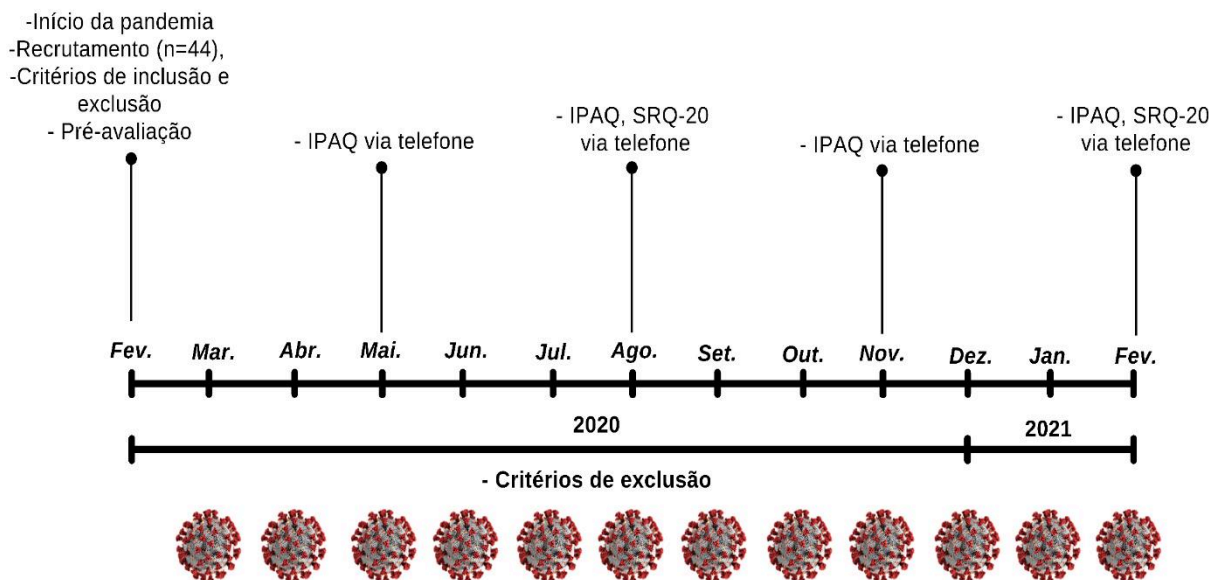 -Início da pandemia
-Recrutamento (n=44),
-Critérios de inclusão e
exclusão
- Pré-avaliação
- IPAQ via telefone
- IPAQ, SRQ-20
via telefone
- IPAQ via telefone
- IPAQ, SRQ-20
via telefone
Fev. Mar. Abr. Mai. Jun. Jul. Ago. Set. Out. Nov. Dez. Jan. Fev.
2020 2021
- Critérios de exclusão